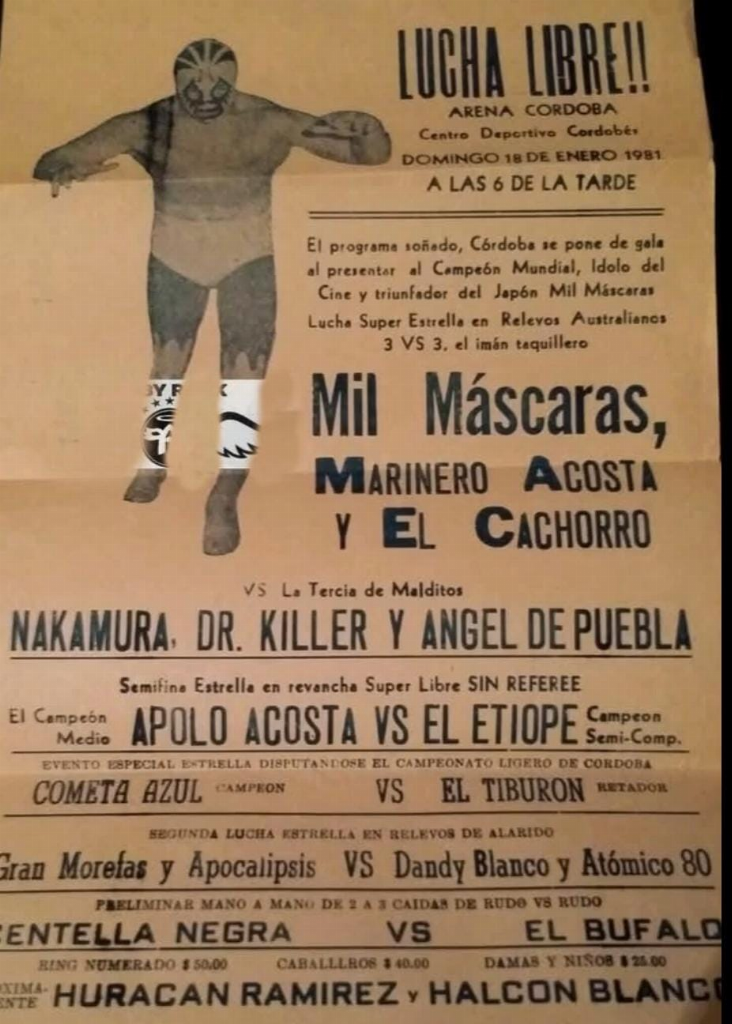 LUCHA LIBRE!!
ARENA CORDOBA
Centro Deportivo Cordobés
DOMINGO 18 DE ENERO 1981
A LAS 6 DE LA TARDE
El programa soñado, Córdoba se pone de gala
al presentar al Campeón Mundial, Idolo del
Cine y triunfador del Japón Mil Máscaras
Lucha Super Estrella en Relevos Australianos
3 VS 3, el imán taquillero
Mil Máscaras,
MARINERO ACOSTA
Y EL CACHORRO
VS La Tercia de Malditos
NAKAMURA, DR. KILLER Y ANGEL DE PUEBLA
Semifina Estrella en revancha Super Libre SIN REFEREE
El Campeón Medio APOLO ACOSTA VS EL ETIOPE Campeon Semi-Comp.
EVENTO ESPECIAL ESTRELLA DISPUTANDOSE EL CAMPEONATO LIGERO DE CORDOBA
COMETA AZUL CAMPEON VS EL TIBURON RETADOR
SEGUNDA LUCHA ESTRELLA EN RELEVOS DE ALARIDO
Gran Morefas y Apocalipsis VS Dandy Blanco y Atómico 80
PRELIMINAR MANO A MANO DE 2 A 3 CAIDAS DE RUDO VS RUDO
CENTELLA NEGRA VS EL BUFALO
RING NUMERADO $ 50.00 CABALLLROS $ 40.00 DAMAS Y NIÑOS $ 25.00
HURACAN RAMIREZ Y HALCON BLANCO